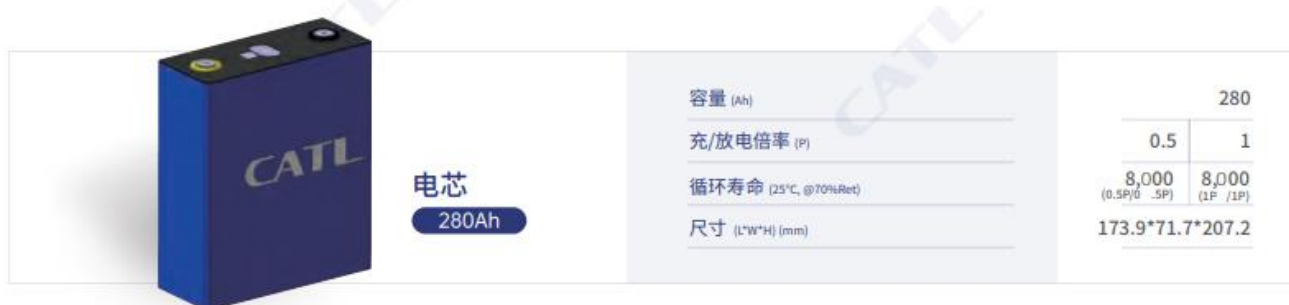 CATL
CATL
CATL
电芯
280Ah
容量 (Ah) 280
充/放电倍率 (P) 0.5 1
循环寿命 (25°C, @70%Ret) 8,000 8,000
(0.5P/0 .5P) (1P /1P)
尺寸 (L*W*H) (mm) 173.9*71.7*207.2